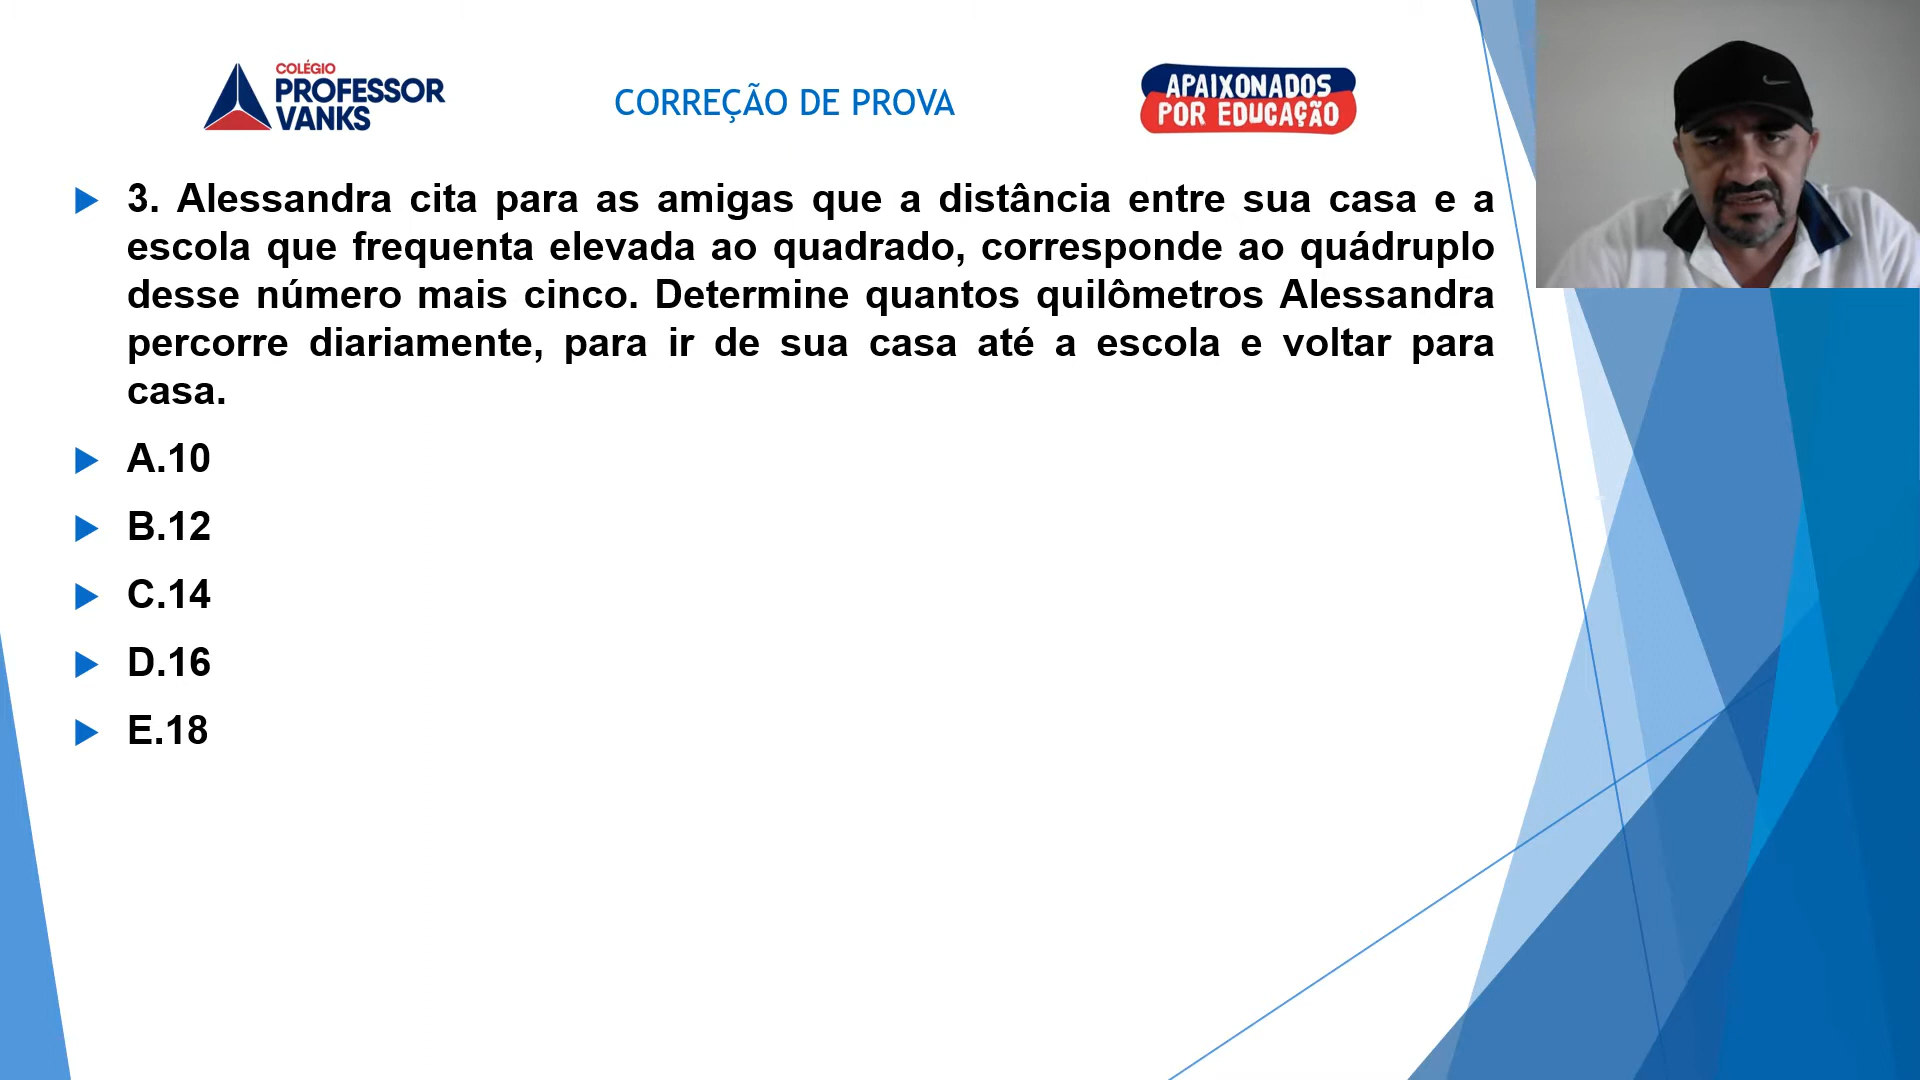 COLÉGIO
PROFESSOR
VANKS
CORREÇÃO DE PROVA
APAIXONADOS
POR EDUCAÇÃO
3. Alessandra cita para as amigas que a distância entre sua casa e a
escola que frequenta elevada ao quadrado, corresponde ao quádruplo
desse número mais cinco. Determine quantos quilômetros Alessandra
percorre diariamente, para ir de sua casa até a escola e voltar para
casa.
A.10
B.12
C.14
D.16
E.18